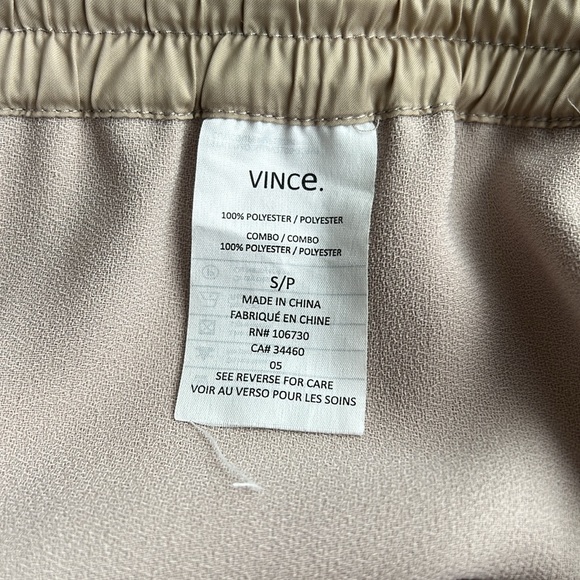 VINCe.
100% POLYESTER / POLYESTER
COMBO / COMBO
100% POLYESTER / POLYESTER
S/P
MADE IN CHINA
FABRIQUÉ EN CHINE
RN# 106730
CA# 34460
05
SEE REVERSE FOR CARE
VOIR AU VERSO POUR LES SOINS